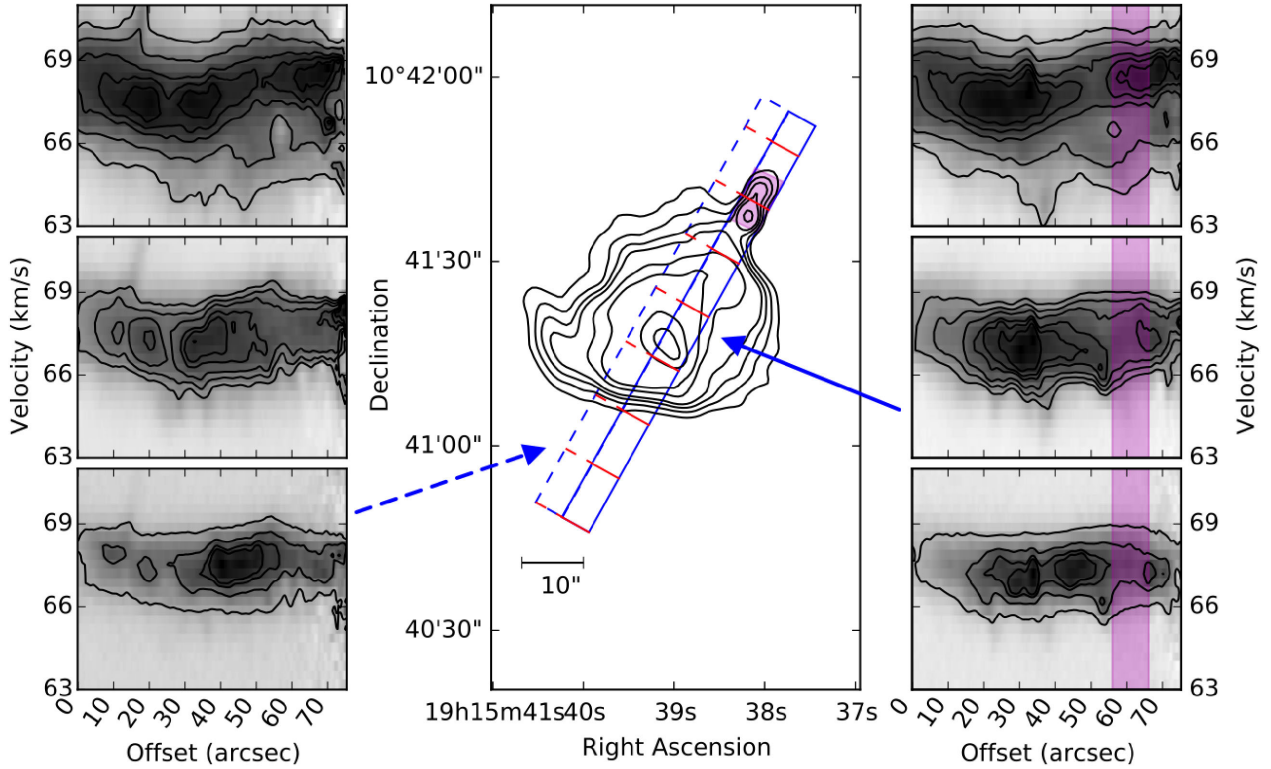 69
66
63
69
66
63
69
66
63
Velocity (km/s)
0 10 20 30 40 50 60 70
Offset (arcsec)
10°42'00"
41'30"
41'00"
40'30"
Declination
10"
19h15m41s40s 39s 38s 37s
Right Ascension
69
66
63
69
66
63
69
66
63
Velocity (km/s)
0 10 20 30 40 50 60 70
Offset (arcsec)